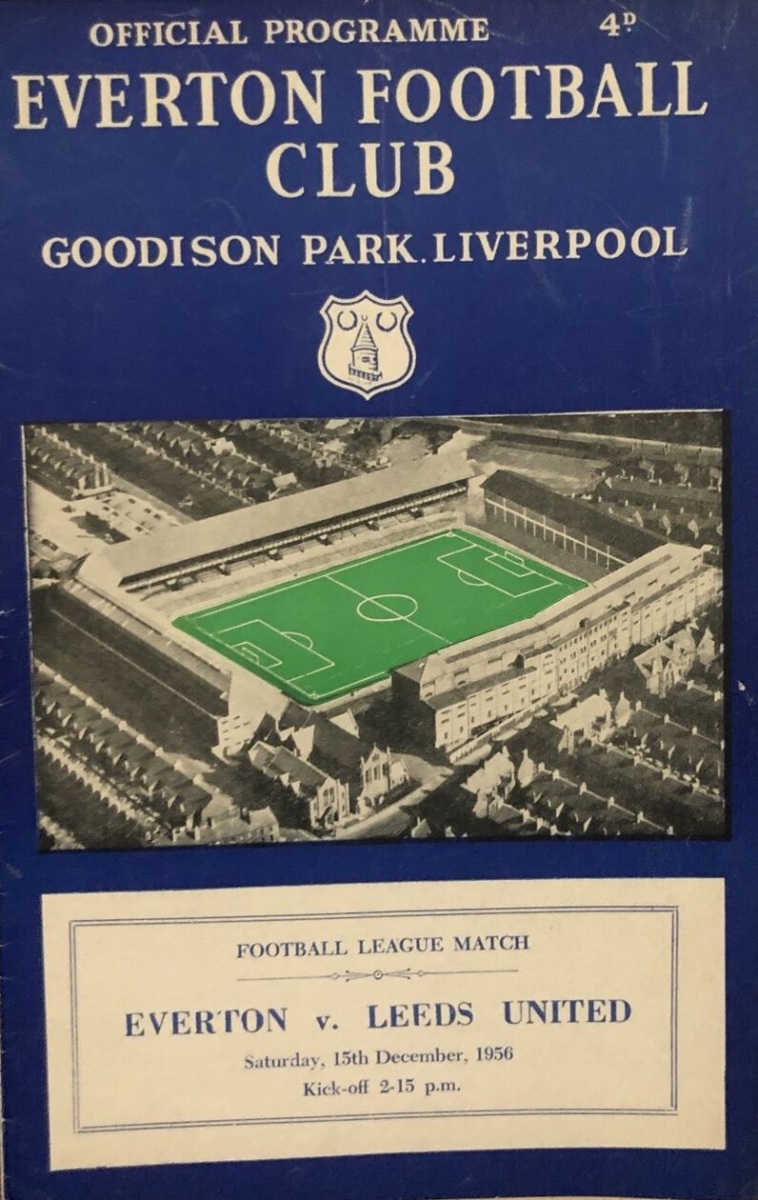 OFFICIAL PROGRAMME 4D.
EVERTON FOOTBALL
CLUB
GOODISON PARK. LIVERPOOL
FOOTBALL LEAGUE MATCH
EVERTON v. LEEDS UNITED
Saturday, 15th December, 1956
Kick-off 2-15 p.m.